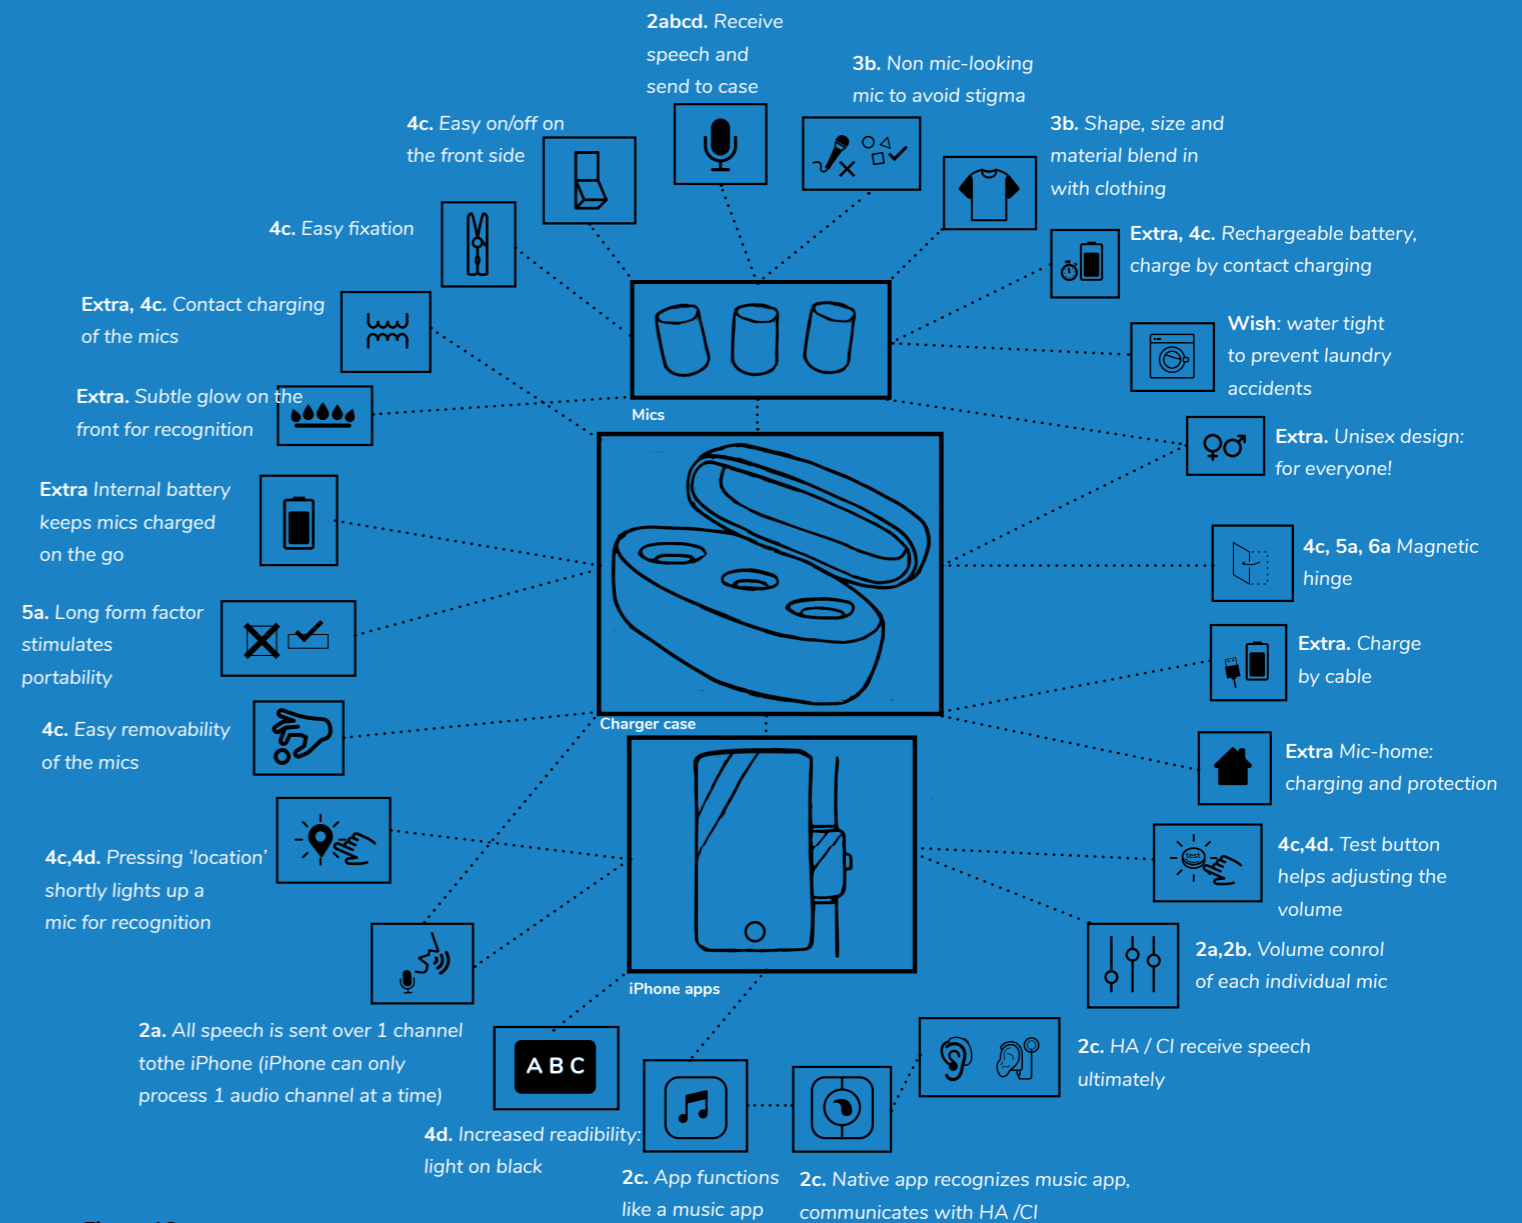 2abcd. Receive
speech and
send to case
3b. Non mic-looking
mic to avoid stigma
4c. Easy on/off on
the front side
3b. Shape, size and
material blend in
with clothing
4c. Easy fixation
Extra, 4c. Rechargeable battery,
charge by contact charging
Extra, 4c. Contact charging
of the mics
Wish: water tight
to prevent laundry
accidents
Extra. Subtle glow on the
front for recognition
Mics
Extra. Unisex design:
for everyone!
Extra Internal battery
keeps mics charged
on the go
4c, 5a, 6a Magnetic
hinge
5a. Long form factor
stimulates
portability
Extra. Charge
by cable
4c. Easy removability
of the mics
Charger case
Extra Mic-home:
charging and protection
4c,4d. Pressing ‘location’
shortly lights up a
mic for recognition
test
4c,4d. Test button
helps adjusting the
volume
2a,2b. Volume conrol
of each individual mic
iPhone apps
2a. All speech is sent over 1 channel
tothe iPhone (iPhone can only
process 1 audio channel at a time)
ABC
2c. HA / CI receive speech
ultimately
4d. Increased readibility:
light on black
2c. App functions
like a music app
2c. Native app recognizes music app,
communicates with HA /CI